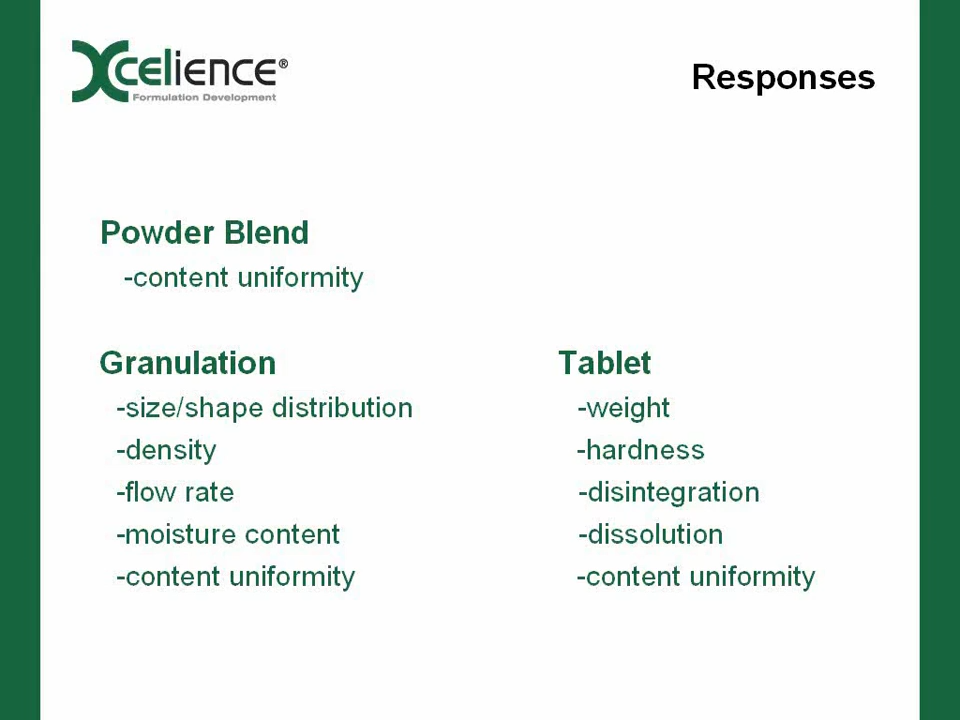 Xcelience®
Formulation Development
Responses
Powder Blend
-content uniformity
Granulation
-size/shape distribution
-density
-flow rate
-moisture content
-content uniformity
Tablet
-weight
-hardness
-disintegration
-dissolution
-content uniformity